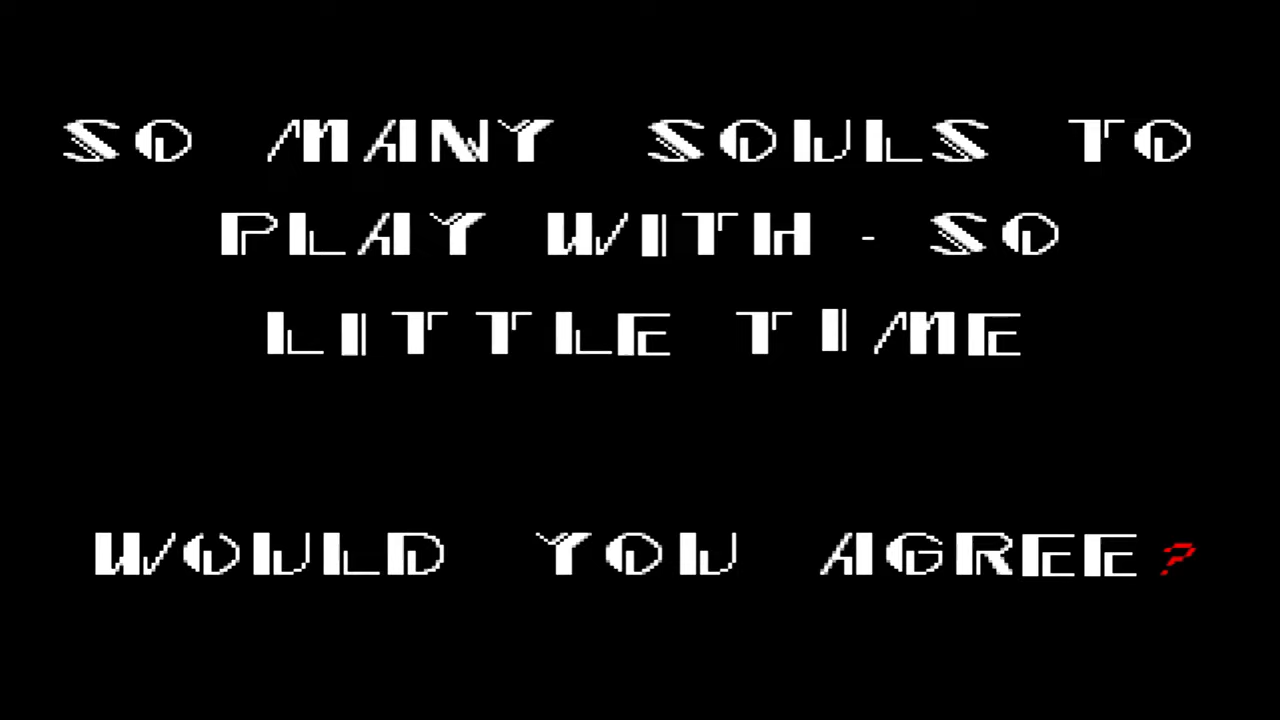 SO MANY SOULS TO
PLAY WITH - SO
LITTLE TIME
WOULD YOU AGREE?